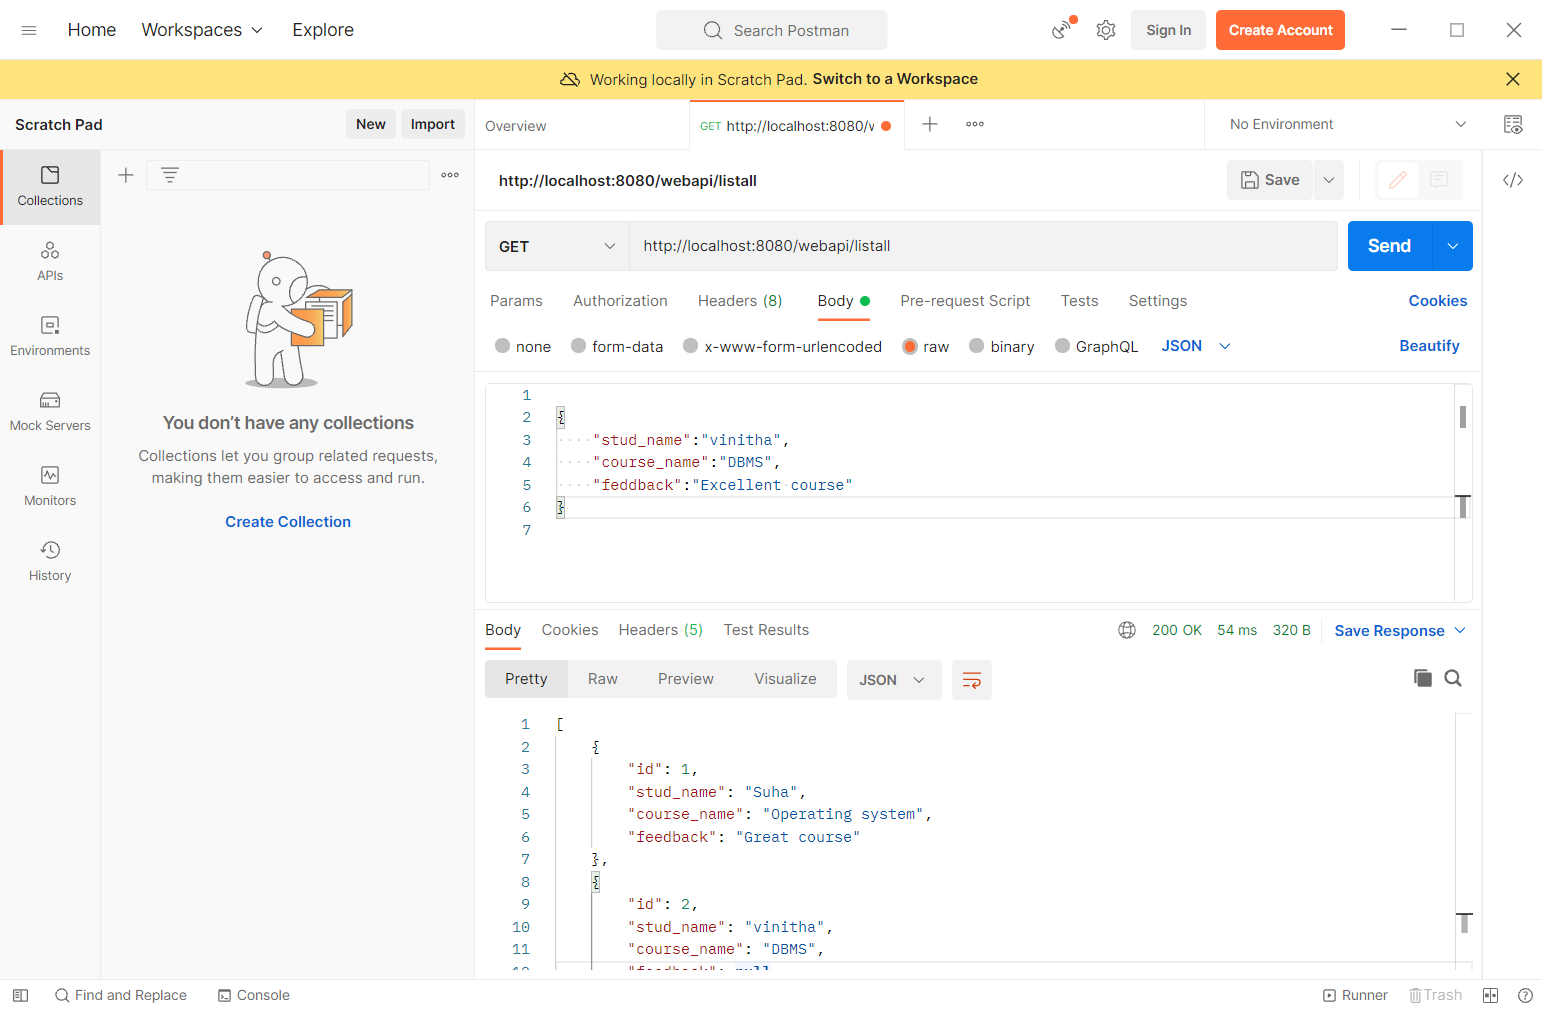 Home Workspaces Explore Search Postman Sign In Create Account
Working locally in Scratch Pad. Switch to a Workspace
Scratch Pad New Import Overview GET http://localhost:8080/v No Environment
Collections
http://localhost:8080/webapi/listall Save
GET http://localhost:8080/webapi/listall Send
APIs
Params Authorization Headers (8) Body Pre-request Script Tests Settings Cookies
Environments
none form-data x-www-form-urlencoded raw binary GraphQL JSON Beautify
Mock Servers
Monitors
History
You don’t have any collections
Collections let you group related requests,
making them easier to access and run.
Create Collection
1
2 {
3 "stud_name":"vinitha",
4 "course_name":"DBMS",
5 "feddback":"Excellent course"
6 }
7
Body Cookies Headers (5) Test Results 200 OK 54 ms 320 B Save Response
Pretty Raw Preview Visualize JSON
1 [
2 {
3 "id": 1,
4 "stud_name": "Suha",
5 "course_name": "Operating system",
6 "feedback": "Great course"
7 },
8 {
9 "id": 2,
10 "stud_name": "vinitha",
11 "course_name": "DBMS",
12 "feedback": null
Find and Replace Console Runner Trash